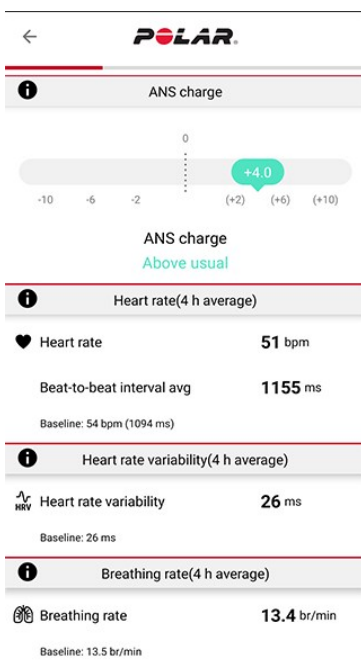 POLAR.
ANS charge
0
+4.0
-10 -6 -2 (+2) (+6) (+10)
ANS charge
Above usual
Heart rate(4 h average)
Heart rate 51 bpm
Beat-to-beat interval avg 1155 ms
Baseline: 54 bpm (1094 ms)
Heart rate variability(4 h average)
HRV Heart rate variability 26 ms
Baseline: 26 ms
Breathing rate(4 h average)
Breathing rate 13.4 br/min
Baseline: 13.5 br/min